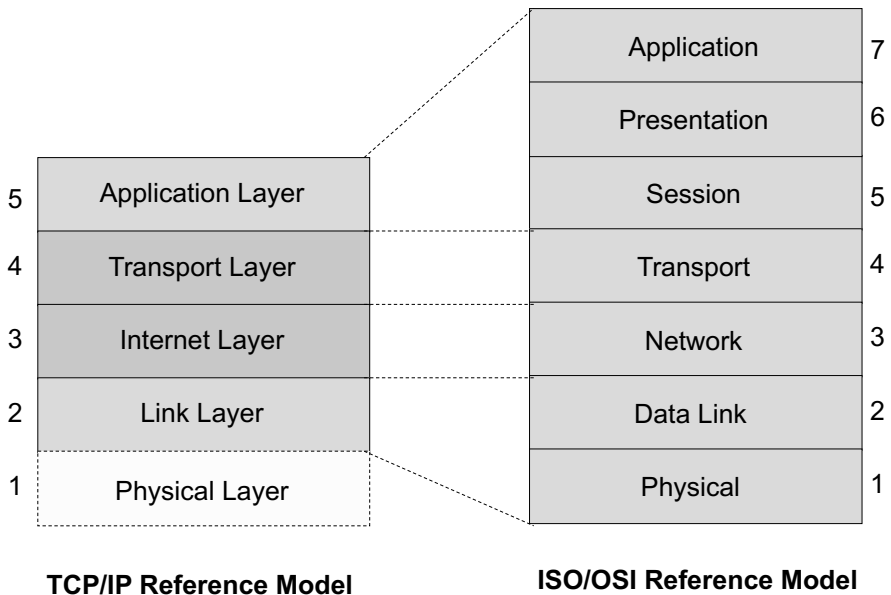 5
Application Layer
4
Transport Layer
3
Internet Layer
2
Link Layer
1
Physical Layer
TCP/IP Reference Model
Application
7
Presentation
6
Session
5
Transport
4
Network
3
Data Link
2
Physical
1
ISO/OSI Reference Model